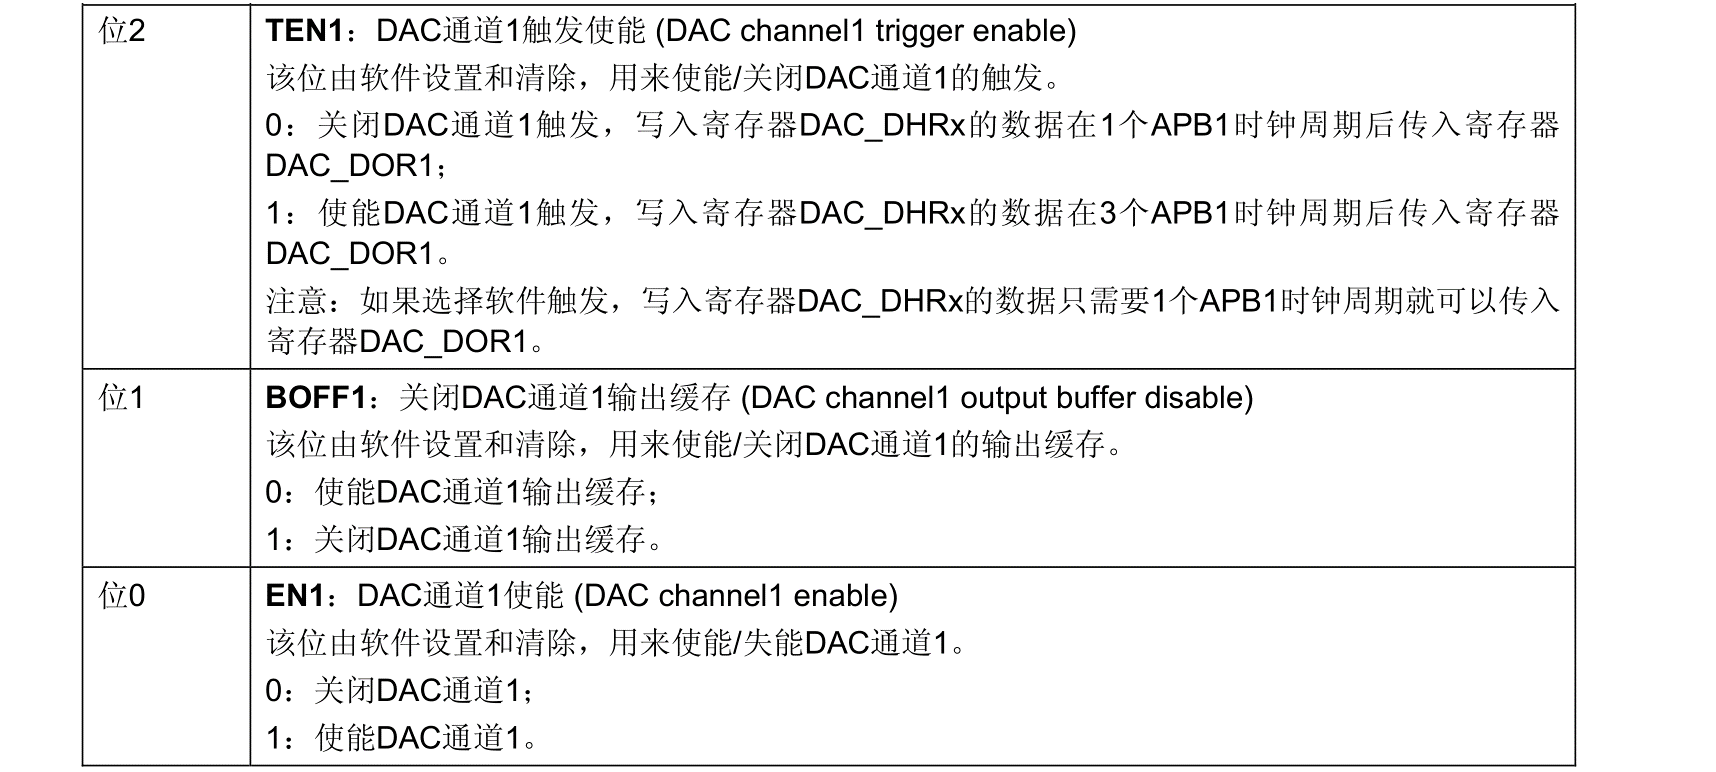 位2
TEN1：DAC通道1触发使能 (DAC channel1 trigger enable)
该位由软件设置和清除，用来使能/关闭DAC通道1的触发。
0：关闭DAC通道1触发，写入寄存器DAC_DHRx的数据在1个APB1时钟周期后传入寄存器
DAC_DOR1；
1：使能DAC通道1触发，写入寄存器DAC_DHRx的数据在3个APB1时钟周期后传入寄存器
DAC_DOR1。
注意：如果选择软件触发，写入寄存器DAC_DHRx的数据只需要1个APB1时钟周期就可以传入
寄存器DAC_DOR1。
位1
BOFF1：关闭DAC通道1输出缓存 (DAC channel1 output buffer disable)
该位由软件设置和清除，用来使能/关闭DAC通道1的输出缓存。
0：使能DAC通道1输出缓存；
1：关闭DAC通道1输出缓存。
位0
EN1：DAC通道1使能 (DAC channel1 enable)
该位由软件设置和清除，用来使能/失能DAC通道1。
0：关闭DAC通道1；
1：使能DAC通道1。